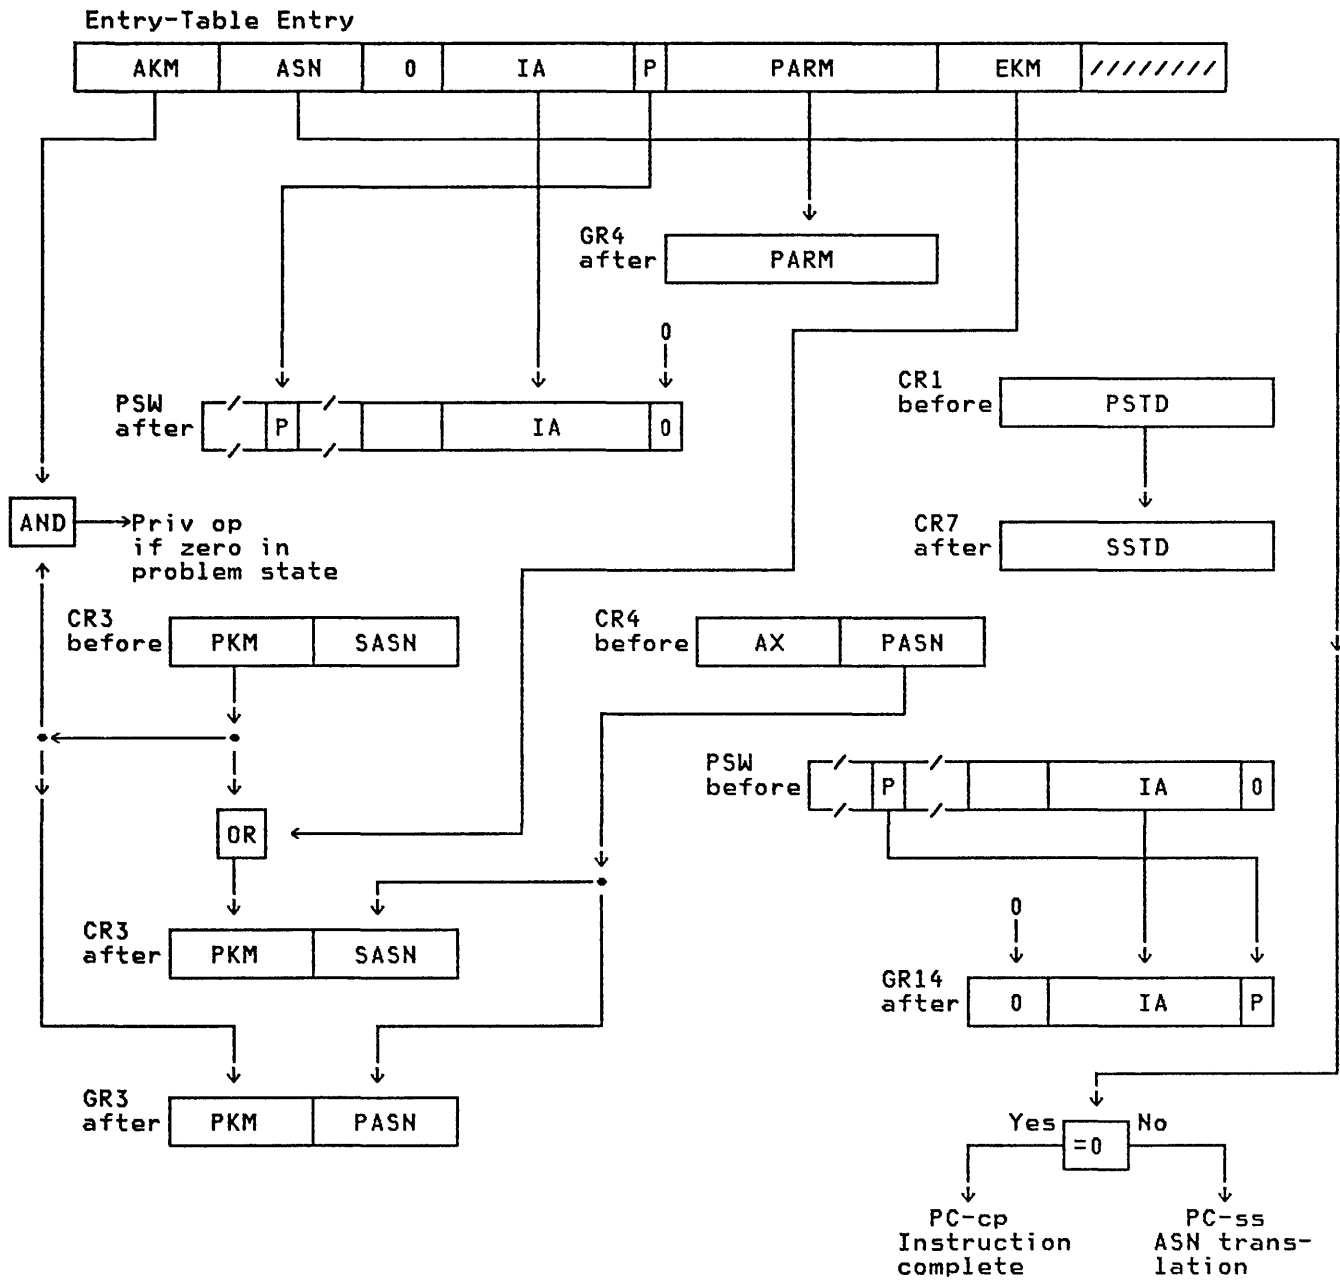 Entry-Table Entry
AKM ASN 0 IA P PARM EKM ////////
GR4
after
PARM
0
PSW
after
P IA 0
CR1
before
PSTD
AND
Priv op
if zero in
problem state
CR7
after
SSTD
CR3
before
PKM SASN
CR4
before
AX PASN
PSW
before
P IA 0
OR
0
CR3
after
PKM SASN
GR14
after
0 IA P
GR3
after
PKM PASN
Yes =0 No
PC-cp
Instruction
complete
PC-ss
ASN trans-
lation